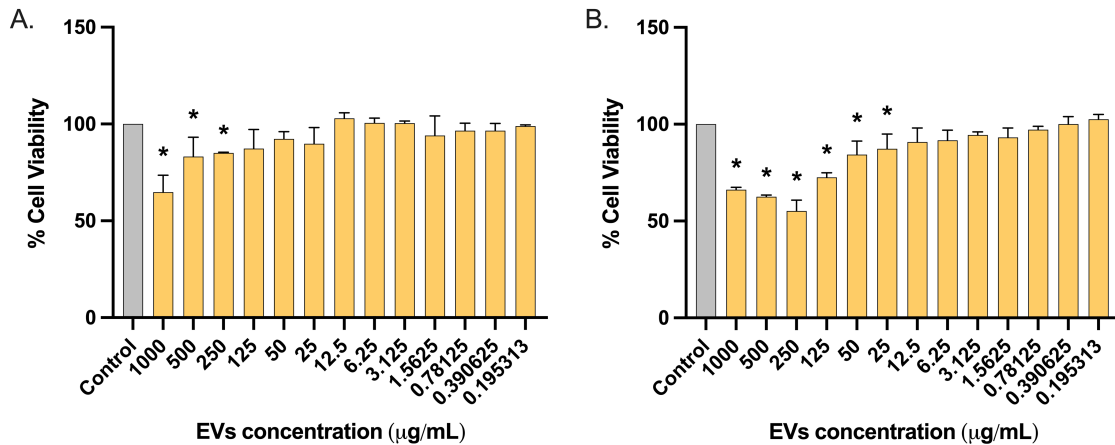 A.
150
100
50
0
% Cell Viability
* * *
Control 1000 500 250 125 50 25 12.5 6.25 3.125 1.5625 0.78125 0.390625 0.195313
EVs concentration (µg/mL)
B.
150
100
50
0
% Cell Viability
* * * * * *
Control 1000 500 250 125 50 25 12.5 6.25 3.125 1.5625 0.78125 0.390625 0.195313
EVs concentration (µg/mL)